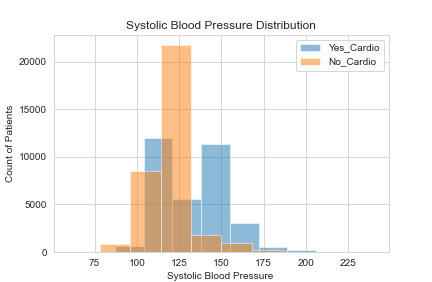 Systolic Blood Pressure Distribution
Yes_Cardio
No_Cardio
20000
15000
10000
5000
0
Count of Patients
75 100 125 150 175 200 225
Systolic Blood Pressure